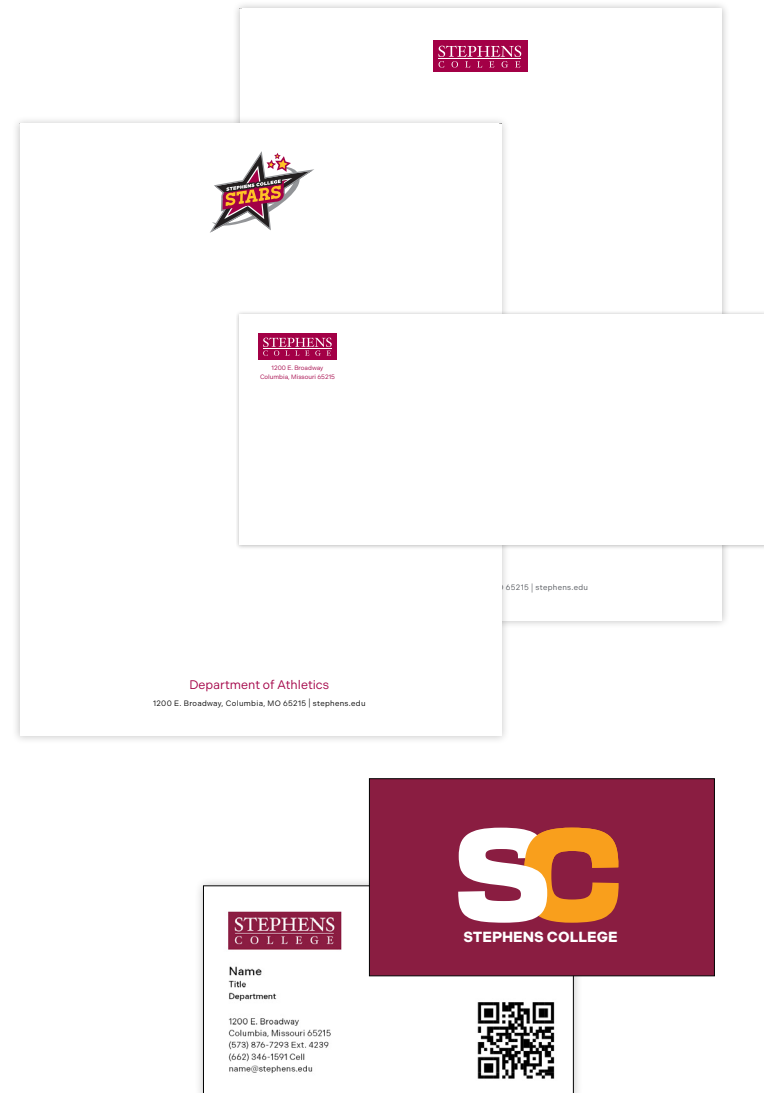 STEPHENS
COLLEGE
STEPHENS COLLEGE
STARS
STEPHENS
COLLEGE
1200 E. Broadway
Columbia, Missouri 65215
65215 | stephens.edu
Department of Athletics
1200 E. Broadway, Columbia, MO 65215 | stephens.edu
SC
STEPHENS COLLEGE
STEPHENS
COLLEGE
Name
Title
Department
1200 E. Broadway
Columbia, Missouri 65215
(573) 876-7293 Ext. 4239
(662) 346-1591 Cell
name@stephens.edu